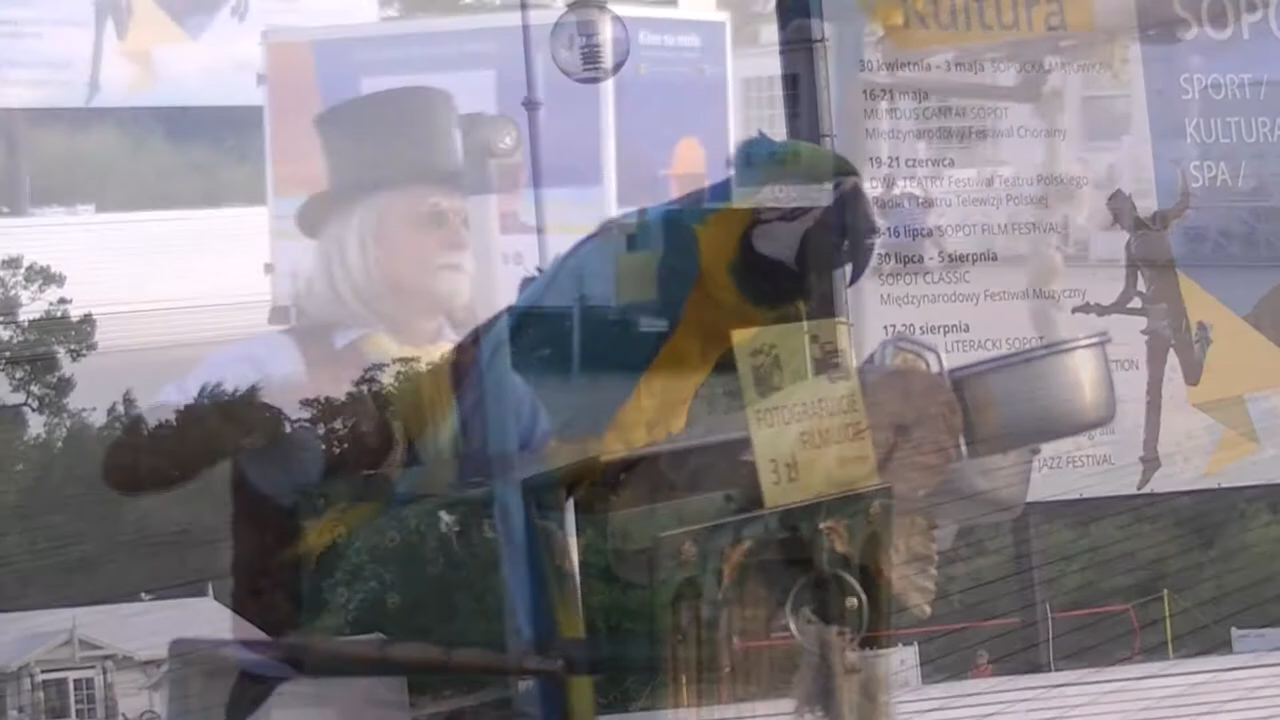 kultura
30 kwietnia - 3 maja SOPOCKA MAJÓWKA
16-21 maja
MUNDUS CANTAT SOPOT
Międzynarodowy Festiwal Chóralny
19-21 czerwca
DWA TEATRY Festiwal Teatru Polskiego
Radia i Teatru Telewizji Polskiej
-16 lipca SOPOT FILM FESTIVAL
30 lipca - 5 sierpnia
SOPOT CLASSIC
Międzynarodowy Festiwal Muzyczny
17-20 sierpnia
LITERACKI SOPOT
JAZZ FESTIVAL
SOPO
SPORT /
KULTURA
SPA /
FOTOGRAFUJCIE
FILMUJCIE
3 zł